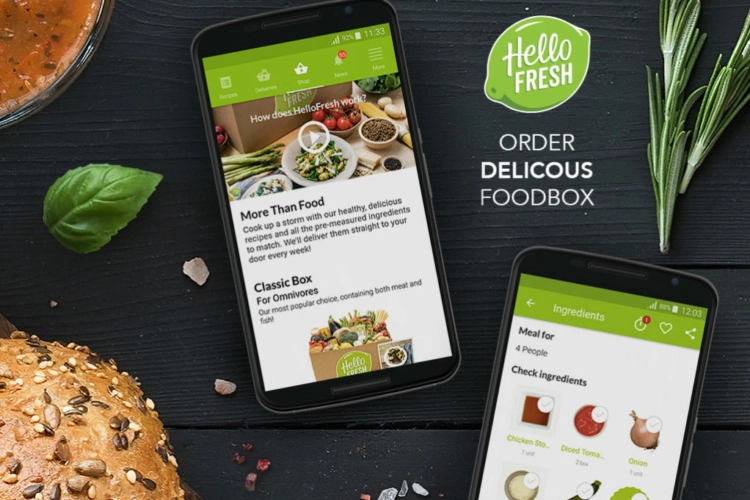 Hello
FRESH
ORDER
DELICOUS
FOODBOX
92% 11:33
Recipes
Deliveries
Shop
News
More
How does HelloFresh work?
More Than Food
Cook up a storm with our healthy, delicious
recipes and all the pre-measured ingredients
to match. We'll deliver them straight to your
door every week!
Classic Box
For Omnivores
Our most popular choice, containing both meat and
fish!
Hello
FRESH
88% 12:03
Ingredients
1
Meal for
4 People
Check ingredients
Chicken Sto...
1 unit
Diced Toma...
2 box
Onion
1 unit